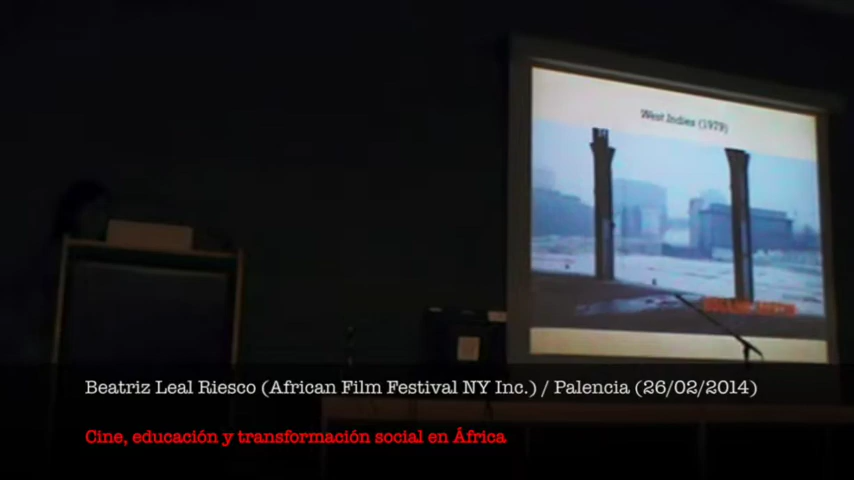 West Indies (1979)
Beatriz Leal Riesco (African Film Festival NY Inc.) / Palencia (26/02/2014)
Cine, educación y transformación social en África